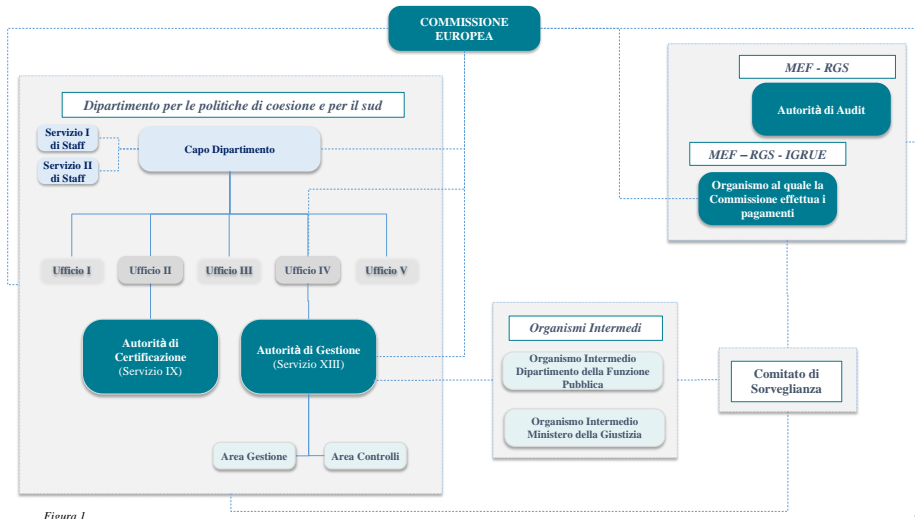 COMMISSIONE
EUROPEA
MEF - RGS
Autorità di Audit
MEF – RGS - IGRUE
Organismo al quale la
Commissione effettua i
pagamenti
Dipartimento per le politiche di coesione e per il sud
Servizio I
di Staff
Servizio II
di Staff
Capo Dipartimento
Ufficio I
Ufficio II
Ufficio III
Ufficio IV
Ufficio V
Autorità di
Certificazione
(Servizio IX)
Autorità di Gestione
(Servizio XIII)
Area Gestione
Area Controlli
Organismi Intermedi
Organismo Intermedio
Dipartimento della Funzione
Pubblica
Organismo Intermedio
Ministero della Giustizia
Comitato di
Sorveglianza
Figura 1